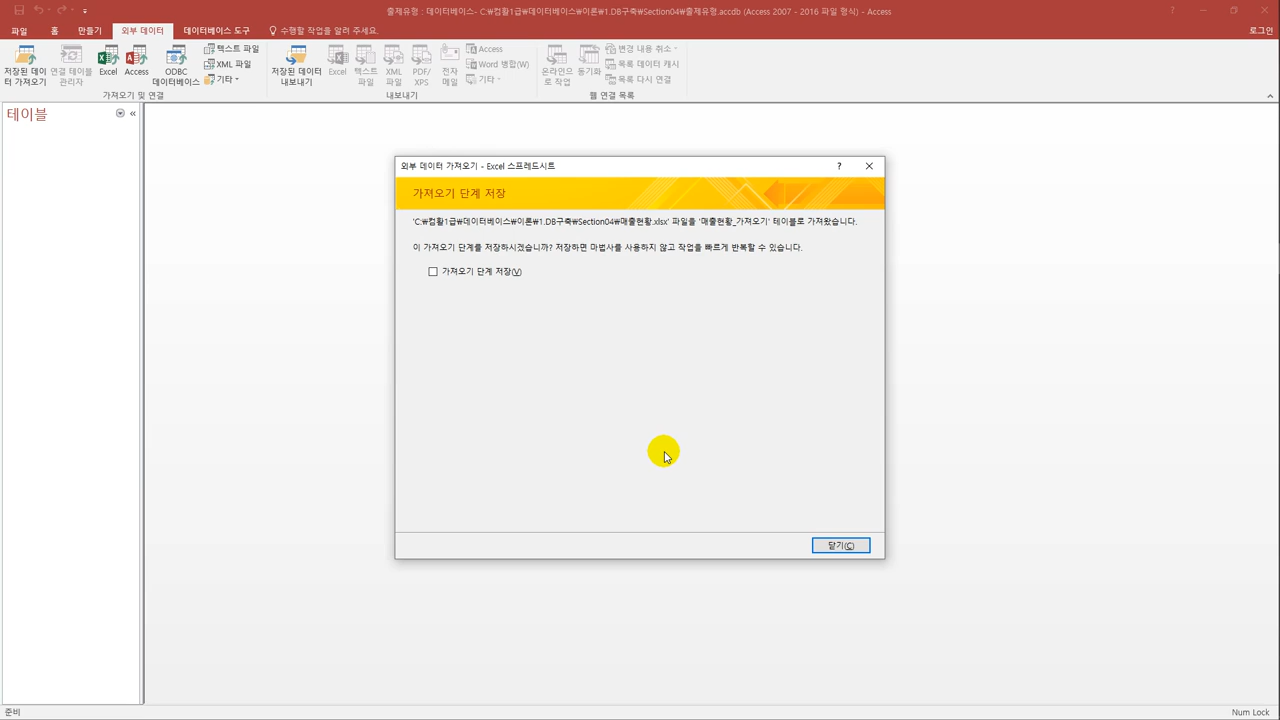 출제유형 : 데이터베이스- C:₩컴활1급₩데이터베이스₩이론₩1.DB구축₩Section04₩출제유형.accdb (Access 2007 - 2016 파일 형식) - Access
파일 홈 만들기 외부 데이터 데이터베이스 도구 수행할 작업을 알려 주세요. 로그인
저장된 데이터 가져오기
연결 테이블 관리자
Excel
Access
ODBC 데이터베이스
텍스트 파일
XML 파일
기타
저장된 데이터 내보내기
Excel
텍스트 파일
XML 파일
PDF/XPS
전자 메일
Access
Word 병합(W)
기타
온라인으로 작업
동기화
변경 내용 취소
목록 데이터 캐시
목록 다시 연결
가져오기 및 연결
내보내기
웹 연결 목록
테이블
외부 데이터 가져오기 - Excel 스프레드시트
가져오기 단계 저장
'C:₩컴활1급₩데이터베이스₩이론₩1.DB구축₩Section04₩매출현황.xlsx' 파일을 '매출현황_가져오기' 테이블로 가져왔습니다.
이 가져오기 단계를 저장하시겠습니까? 저장하면 마법사를 사용하지 않고 작업을 빠르게 반복할 수 있습니다.
가져오기 단계 저장(V)
닫기(C)
준비
Num Lock